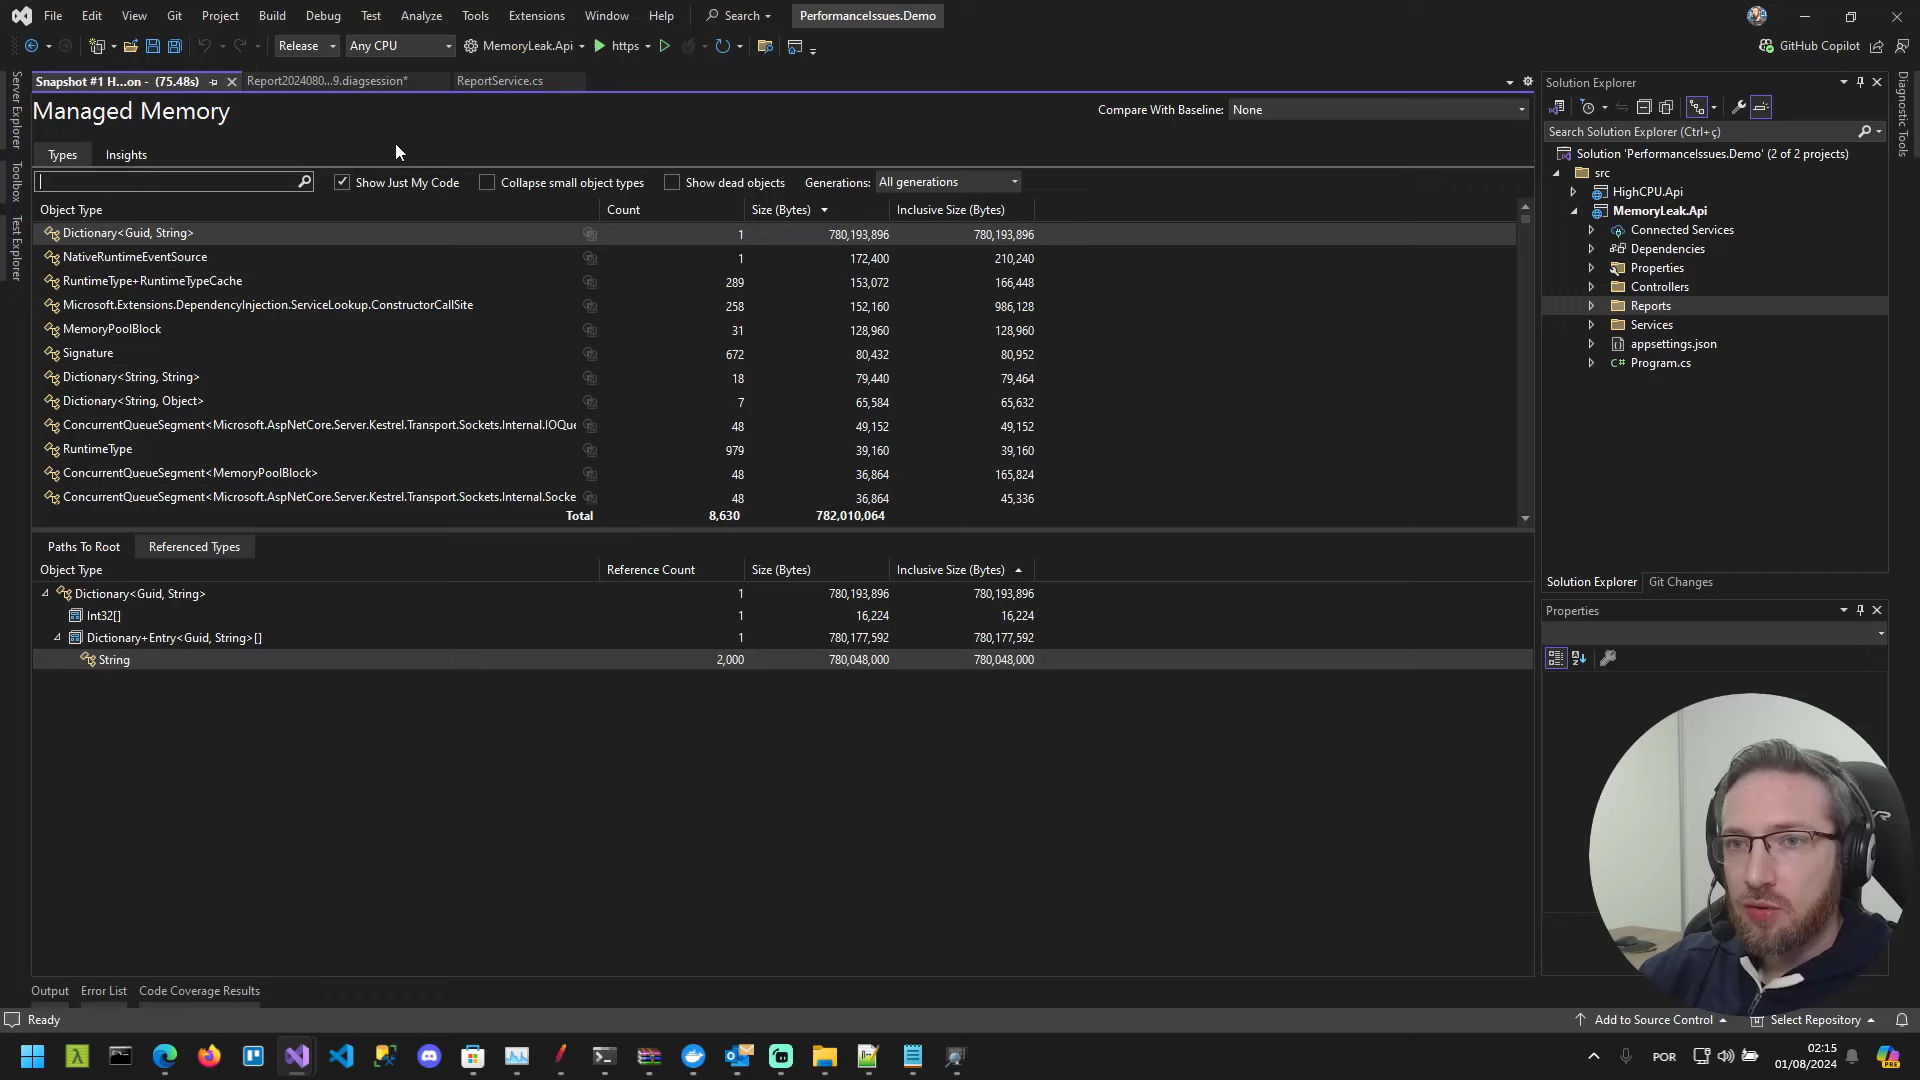 File Edit View Git Project Build Debug Test Analyze Tools Extensions Window Help Search PerformanceIssues.Demo
Release Any CPU MemoryLeak.Api https GitHub Copilot
Server Explorer
Toolbox
Test Explorer
Snapshot #1 H...on - (75.48s) Report2024080...9.diagsession* ReportService.cs
Managed Memory
Compare With Baseline: None
Types Insights
Show Just My Code Collapse small object types Show dead objects Generations: All generations
Object Type Count Size (Bytes) Inclusive Size (Bytes)
Dictionary<Guid, String> 1 780,193,896 780,193,896
NativeRuntimeEventSource 1 172,400 210,240
RuntimeType+RuntimeTypeCache 289 153,072 166,448
Microsoft.Extensions.DependencyInjection.ServiceLookup.ConstructorCallSite 258 152,160 986,128
MemoryPoolBlock 31 128,960 128,960
Signature 672 80,432 80,952
Dictionary<String, String> 18 79,440 79,464
Dictionary<String, Object> 7 65,584 65,632
ConcurrentQueueSegment<Microsoft.AspNetCore.Server.Kestrel.Transport.Sockets.Internal.IOQue 48 49,152 49,152
RuntimeType 979 39,160 39,160
ConcurrentQueueSegment<MemoryPoolBlock> 48 36,864 165,824
ConcurrentQueueSegment<Microsoft.AspNetCore.Server.Kestrel.Transport.Sockets.Internal.Socke 48 36,864 45,336
Total 8,630 782,010,064
Paths To Root Referenced Types
Object Type Reference Count Size (Bytes) Inclusive Size (Bytes)
Dictionary<Guid, String> 1 780,193,896 780,193,896
Int32[] 1 16,224 16,224
Dictionary+Entry<Guid, String>[] 1 780,177,592 780,177,592
String 2,000 780,048,000 780,048,000
Solution Explorer
Search Solution Explorer (Ctrl+ç)
Solution 'PerformanceIssues.Demo' (2 of 2 projects)
src
HighCPU.Api
MemoryLeak.Api
Connected Services
Dependencies
Properties
Controllers
Reports
Services
appsettings.json
C# Program.cs
Solution Explorer Git Changes
Properties
Diagnostic Tools
Output Error List Code Coverage Results
Ready Add to Source Control Select Repository
POR 02:15
01/08/2024
PRE